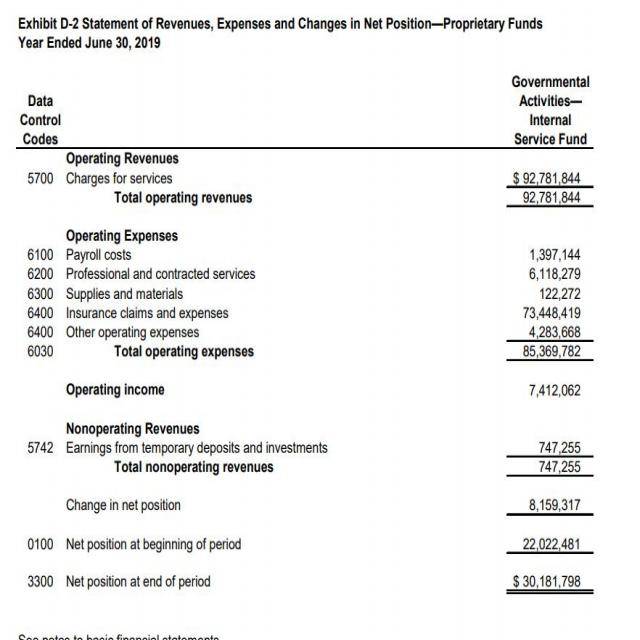 Exhibit D-2 Statement of Revenues, Expenses and Changes in Net Position—Proprietary Funds
Year Ended June 30, 2019
Data Control Codes
Governmental Activities— Internal Service Fund
Operating Revenues
5700 Charges for services $ 92,781,844
Total operating revenues 92,781,844
Operating Expenses
6100 Payroll costs 1,397,144
6200 Professional and contracted services 6,118,279
6300 Supplies and materials 122,272
6400 Insurance claims and expenses 73,448,419
6400 Other operating expenses 4,283,668
6030 Total operating expenses 85,369,782
Operating income 7,412,062
Nonoperating Revenues
5742 Earnings from temporary deposits and investments 747,255
Total nonoperating revenues 747,255
Change in net position 8,159,317
0100 Net position at beginning of period 22,022,481
3300 Net position at end of period $ 30,181,798
See notes to basic financial statements